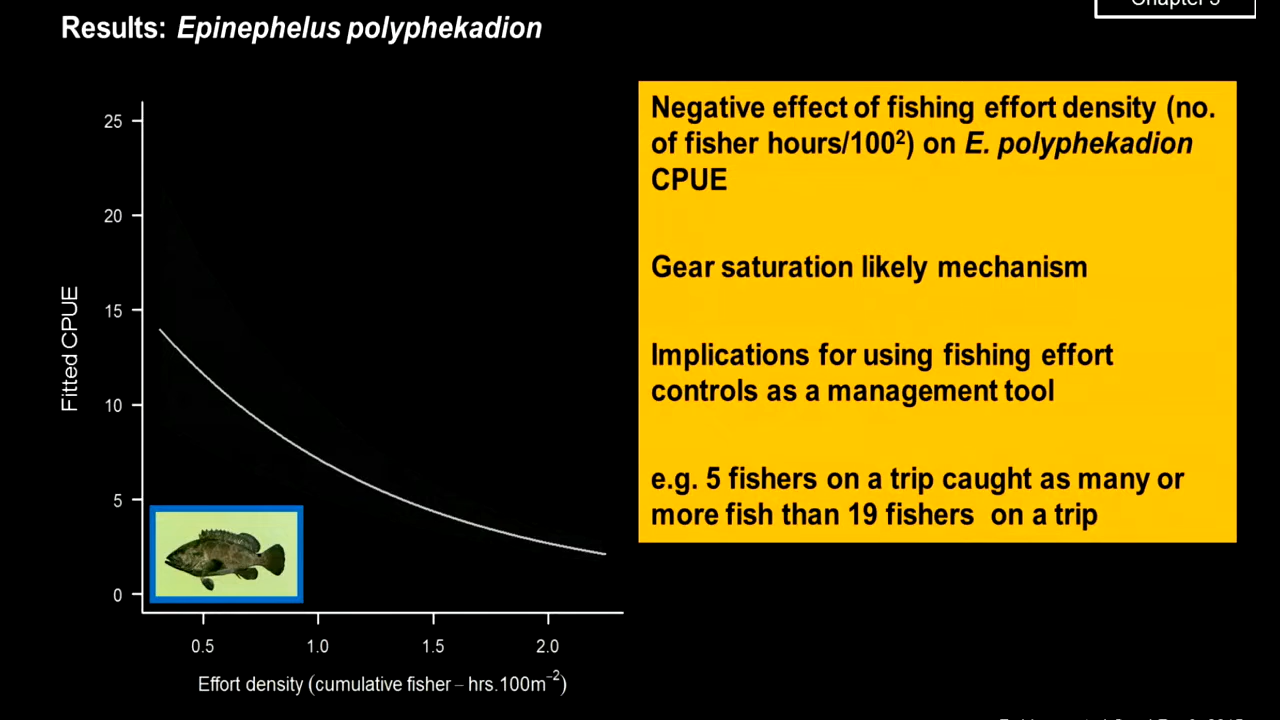 Results: Epinephelus polyphekadion
25
20
15
10
5
0
Fitted CPUE
0.5
1.0
1.5
2.0
Effort density (cumulative fisher – hrs.100m⁻²)
Negative effect of fishing effort density (no.
of fisher hours/100²) on E. polyphekadion
CPUE
Gear saturation likely mechanism
Implications for using fishing effort
controls as a management tool
e.g. 5 fishers on a trip caught as many or
more fish than 19 fishers on a trip